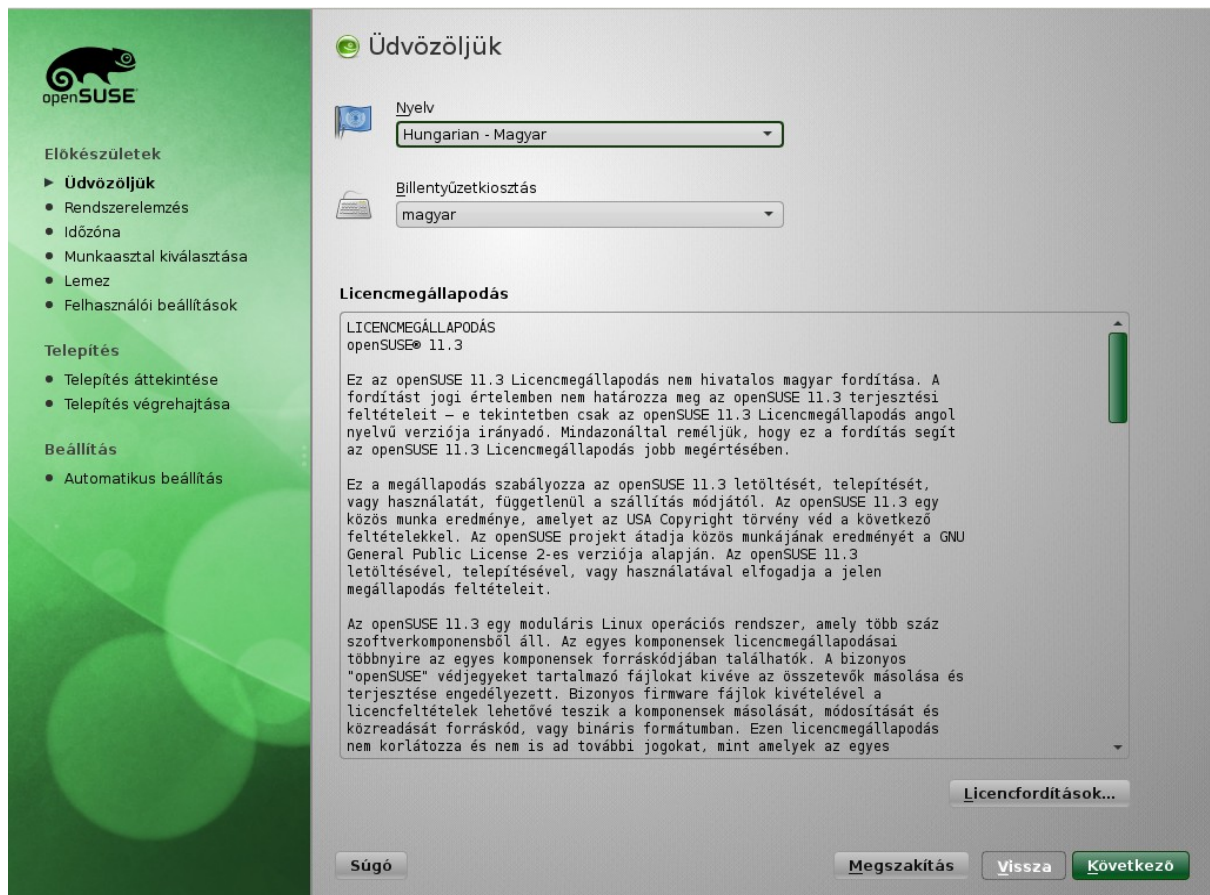 openSUSE
Előkészületek
Üdvözöljük
Rendszerelemzés
Időzóna
Munkaasztal kiválasztása
Lemez
Felhasználói beállítások
Telepítés
Telepítés áttekintése
Telepítés végrehajtása
Beállítás
Automatikus beállítás
Üdvözöljük
Nyelv
Hungarian - Magyar
Billentyűzetkiosztás
magyar
Licencmegállapodás
LICENCMEGÁLLAPODÁS
openSUSE® 11.3
Ez az openSUSE 11.3 Licencmegállapodás nem hivatalos magyar fordítása. A
fordítást jogi értelemben nem határozza meg az openSUSE 11.3 terjesztési
feltételeit – e tekintetben csak az openSUSE 11.3 Licencmegállapodás angol
nyelvű verziója irányadó. Mindazonáltal reméljük, hogy ez a fordítás segít
az openSUSE 11.3 Licencmegállapodás jobb megértésében.
Ez a megállapodás szabályozza az openSUSE 11.3 letöltését, telepítését,
vagy használatát, függetlenül a szállítás módjától. Az openSUSE 11.3 egy
közös munka eredménye, amelyet az USA Copyright törvény véd a következő
feltételekkel. Az openSUSE projekt átadja közös munkájának eredményét a GNU
General Public License 2-es verziója alapján. Az openSUSE 11.3
letöltésével, telepítésével, vagy használatával elfogadja a jelen
megállapodás feltételeit.
Az openSUSE 11.3 egy moduláris Linux operációs rendszer, amely több száz
szoftverkomponensből áll. Az egyes komponensek licencmegállapodásai
többnyire az egyes komponensek forráskódjában találhatók. A bizonyos
"openSUSE" védjegyeket tartalmazó fájlokat kivéve az összetevők másolása és
terjesztése engedélyezett. Bizonyos firmware fájlok kivételével a
licencfeltételek lehetővé teszik a komponensek másolását, módosítását és
közreadását forráskód, vagy bináris formátumban. Ezen licencmegállapodás
nem korlátozza és nem is ad további jogokat, mint amelyek az egyes
Licencfordítások...
Súgó
Megszakítás
Vissza
Következő